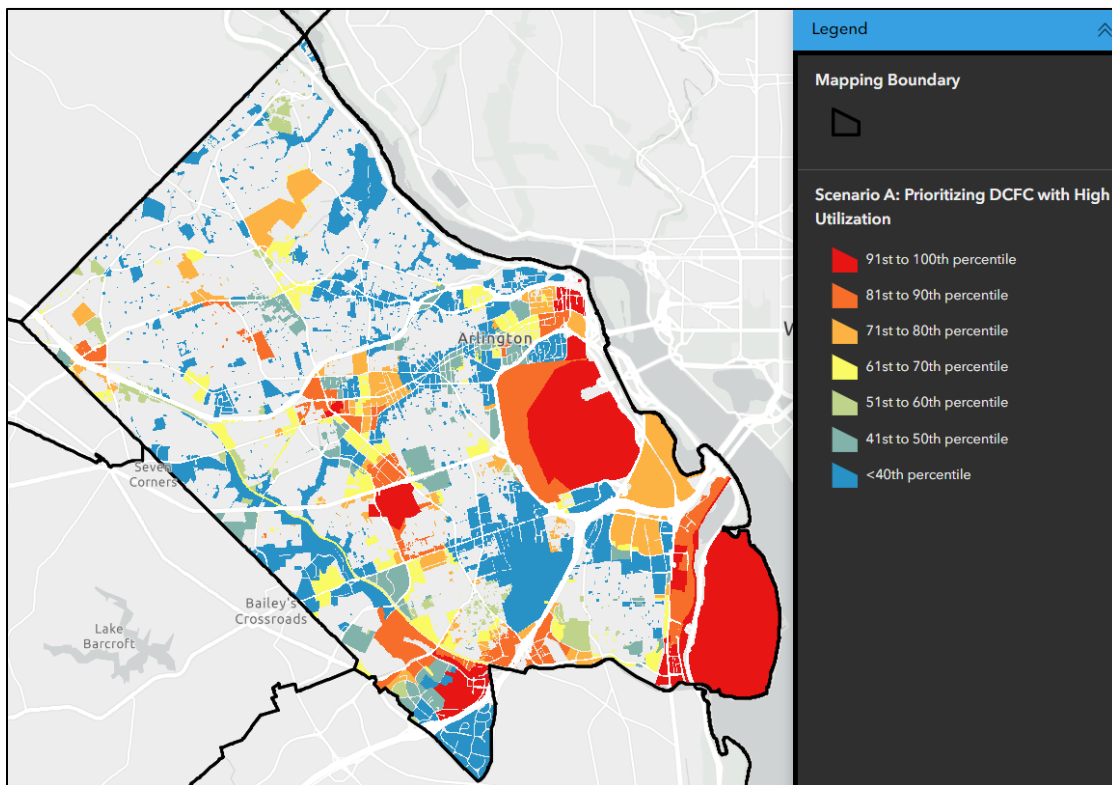 Seven
Corners
Arlington
W
Bailey's
Crossroads
Lake
Barcroft
Legend
Mapping Boundary
Scenario A: Prioritizing DCFC with High
Utilization
91st to 100th percentile
81st to 90th percentile
71st to 80th percentile
61st to 70th percentile
51st to 60th percentile
41st to 50th percentile
<40th percentile